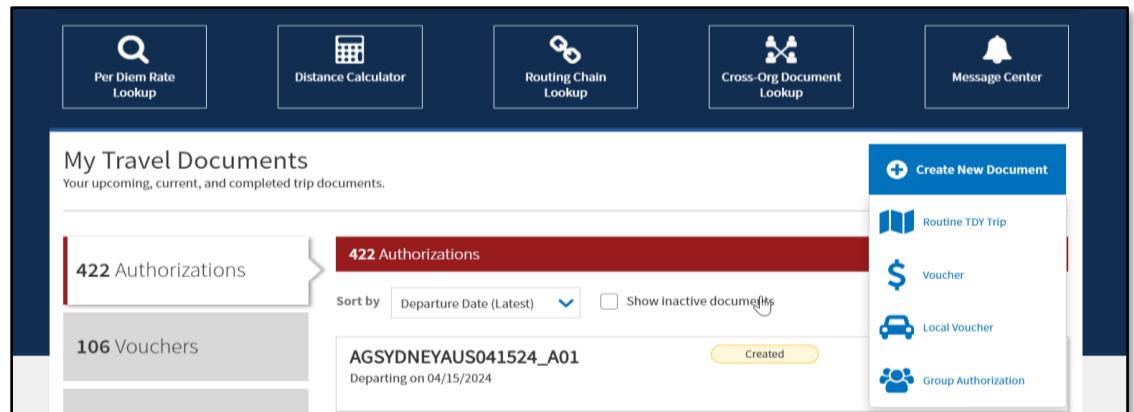 Per Diem Rate
Lookup
Distance Calculator
Routing Chain
Lookup
Cross-Org Document
Lookup
Message Center
My Travel Documents
Your upcoming, current, and completed trip documents.
Create New Document
Routine TDY Trip
Voucher
Local Voucher
Group Authorization
422 Authorizations
106 Vouchers
422 Authorizations
Sort by
Departure Date (Latest)
Show inactive documents
AGSYDNEYAUS041524_A01
Created
Departing on 04/15/2024